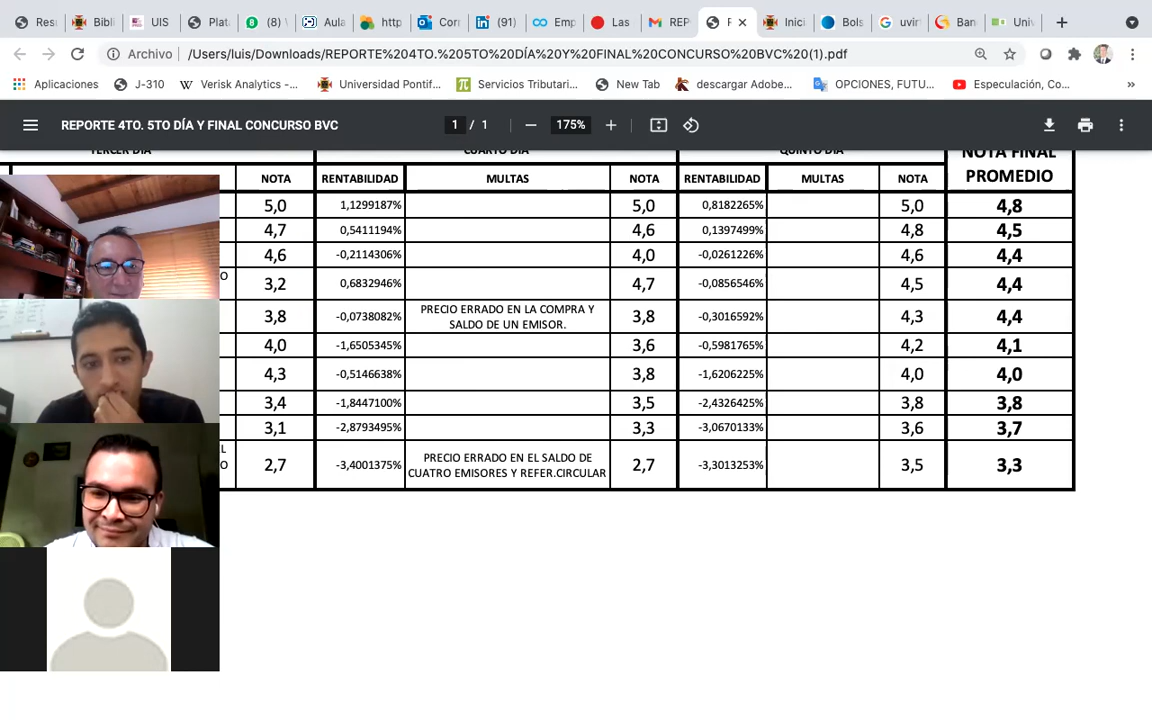 Res
Bibli
UIS
Plat
(8)
Aula
http
Corr
(91)
Emp
Las
REP
Inici
Bols
uvir
Ban
Univ
Archivo
/Users/luis/Downloads/REPORTE%204TO.%205TO%20DÍA%20Y%20FINAL%20CONCURSO%20BVC%20(1).pdf
Aplicaciones
J-310
Verisk Analytics -...
Universidad Pontif...
Servicios Tributari...
New Tab
descargar Adobe...
OPCIONES, FUTU...
Especulación, Co...
REPORTE 4TO. 5TO DÍA Y FINAL CONCURSO BVC
1 / 1
175%
TERCER DIA
CUARTO DIA
QUINTO DIA
NOTA FINAL
PROMEDIO
NOTA RENTABILIDAD MULTAS NOTA RENTABILIDAD MULTAS NOTA
5,0 1,1299187% 5,0 0,8182265% 5,0 4,8
4,7 0,5411194% 4,6 0,1397499% 4,8 4,5
4,6 -0,2114306% 4,0 -0,0261226% 4,6 4,4
O
3,2 0,6832946% 4,7 -0,0856546% 4,5 4,4
3,8 -0,0738082% PRECIO ERRADO EN LA COMPRA Y
SALDO DE UN EMISOR. 3,8 -0,3016592% 4,3 4,4
4,0 -1,6505345% 3,6 -0,5981765% 4,2 4,1
4,3 -0,5146638% 3,8 -1,6206225% 4,0 4,0
3,4 -1,8447100% 3,5 -2,4326425% 3,8 3,8
3,1 -2,8793495% 3,3 -3,0670133% 3,6 3,7
L
O
2,7 -3,4001375% PRECIO ERRADO EN EL SALDO DE
CUATRO EMISORES Y REFER.CIRCULAR 2,7 -3,3013253% 3,5 3,3